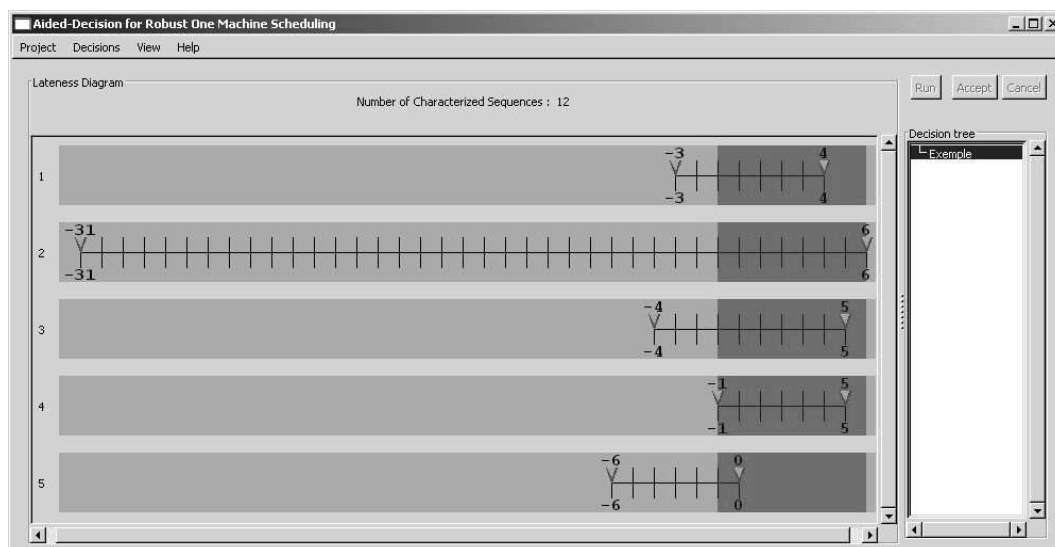 Aided-Decision for Robust One Machine Scheduling
Project Decisions View Help
Lateness Diagram
Number of Characterized Sequences : 12
Run Accept Cancel
Decision tree
Exemple
-3 4
1
-3 4
-31 6
2
-31 6
-4 5
3
-4 5
-1 5
4
-1 5
-6 0
5
-6 0